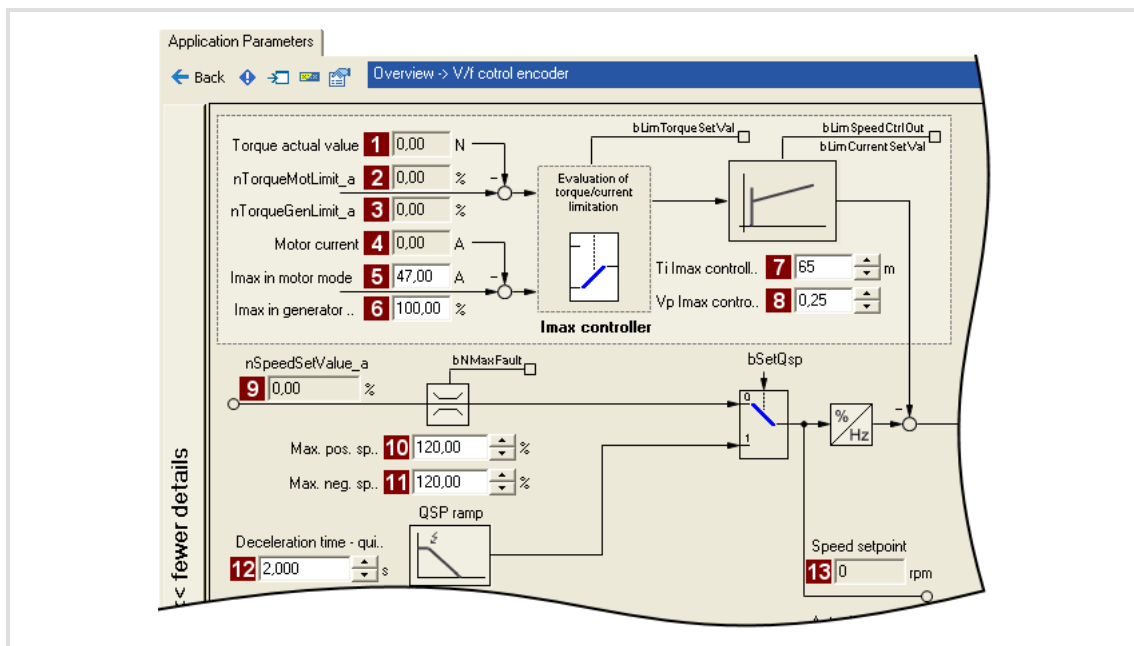 Application Parameters
Back
Overview -> V/f cotrol encoder
bLimTorqueSetVal
bLimSpeedCtrlOut
bLimCurrentSetVal
Torque actual value 1 0,00 N
nTorqueMotLimit_a 2 0,00 %
nTorqueGenLimit_a 3 0,00 %
Motor current 4 0,00 A
Imax in motor mode 5 47,00 A
Imax in generator .. 6 100,00 %
Evaluation of
torque/current
limitation
Imax controller
Ti Imax controll.. 7 65 m
Vp Imax contro.. 8 0,25
nSpeedSetValue_a
9 0,00 %
bNMaxFault
bSetQsp
0
1
%
Hz
Max. pos. sp.. 10 120,00 %
Max. neg. sp.. 11 120,00 %
QSP ramp
Deceleration time - qui..
12 2,000 s
Speed setpoint
13 0 rpm
< fewer details